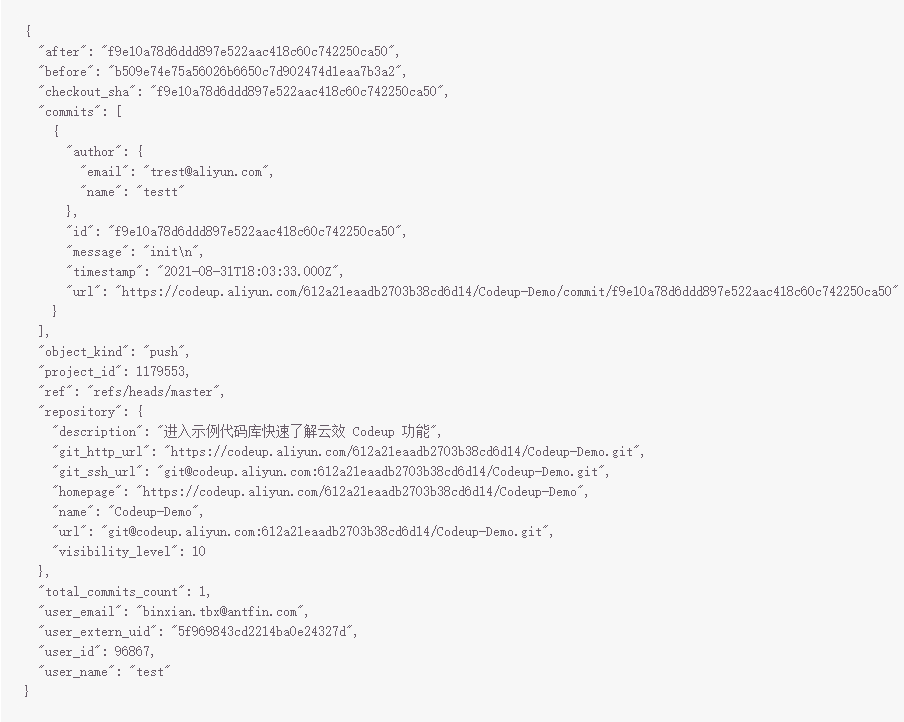 {
"after": "f9e10a78d6ddd897e522aac418c60c742250ca50",
"before": "b509e74e75a56026b6650c7d902474d1eaa7b3a2",
"checkout_sha": "f9e10a78d6ddd897e522aac418c60c742250ca50",
"commits": [
{
"author": {
"email": "trest@aliyun.com",
"name": "testt"
},
"id": "f9e10a78d6ddd897e522aac418c60c742250ca50",
"message": "init\n",
"timestamp": "2021-08-31T18:03:33.000Z",
"url": "https://codeup.aliyun.com/612a21eaadb2703b38cd6d14/Codeup-Demo/commit/f9e10a78d6ddd897e522aac418c60c742250ca50"
}
],
"object_kind": "push",
"project_id": 1179553,
"ref": "refs/heads/master",
"repository": {
"description": "进入示例代码库快速了解云效 Codeup 功能",
"git_http_url": "https://codeup.aliyun.com/612a21eaadb2703b38cd6d14/Codeup-Demo.git",
"git_ssh_url": "git@codeup.aliyun.com:612a21eaadb2703b38cd6d14/Codeup-Demo.git",
"homepage": "https://codeup.aliyun.com/612a21eaadb2703b38cd6d14/Codeup-Demo",
"name": "Codeup-Demo",
"url": "git@codeup.aliyun.com:612a21eaadb2703b38cd6d14/Codeup-Demo.git",
"visibility_level": 10
},
"total_commits_count": 1,
"user_email": "binxian.tbx@antfin.com",
"user_extern_uid": "5f969843cd2214ba0e24327d",
"user_id": 96867,
"user_name": "test"
}